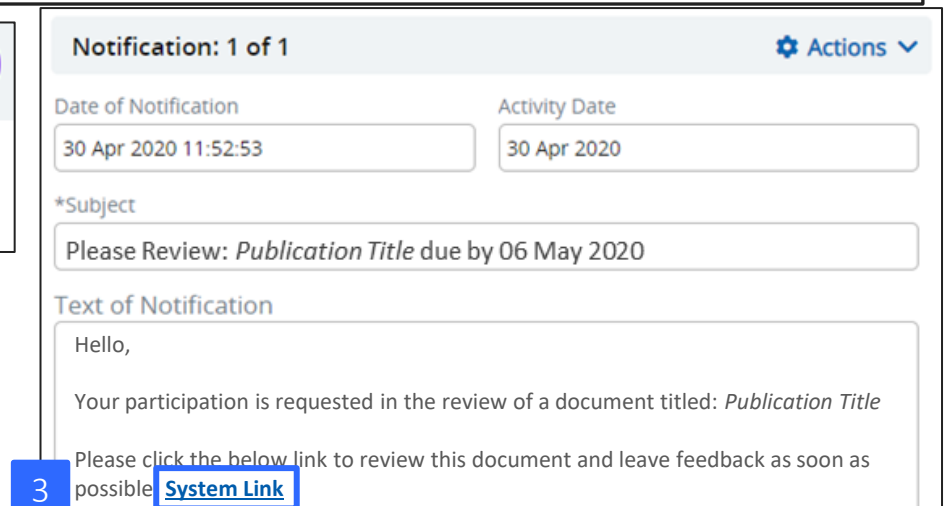 Notification: 1 of 1 Actions
Date of Notification Activity Date
30 Apr 2020 11:52:53 30 Apr 2020
*Subject
Please Review: Publication Title due by 06 May 2020
Text of Notification
Hello,
Your participation is requested in the review of a document titled: Publication Title
Please click the below link to review this document and leave feedback as soon as
3 possible System Link